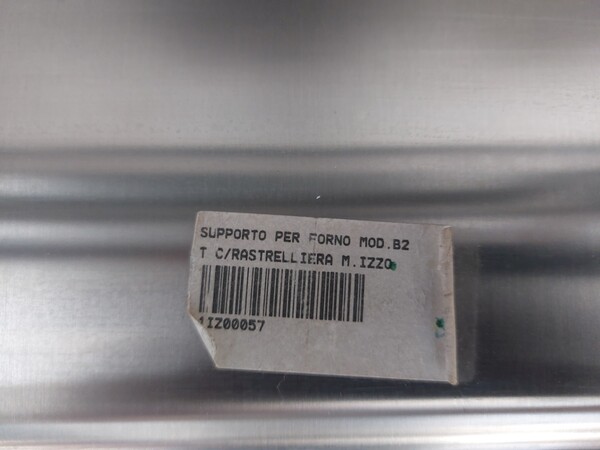 SUPPORTO PER FORNO MOD.B2
T C/RASTRELLIERA M.IZZO
1IZ00057